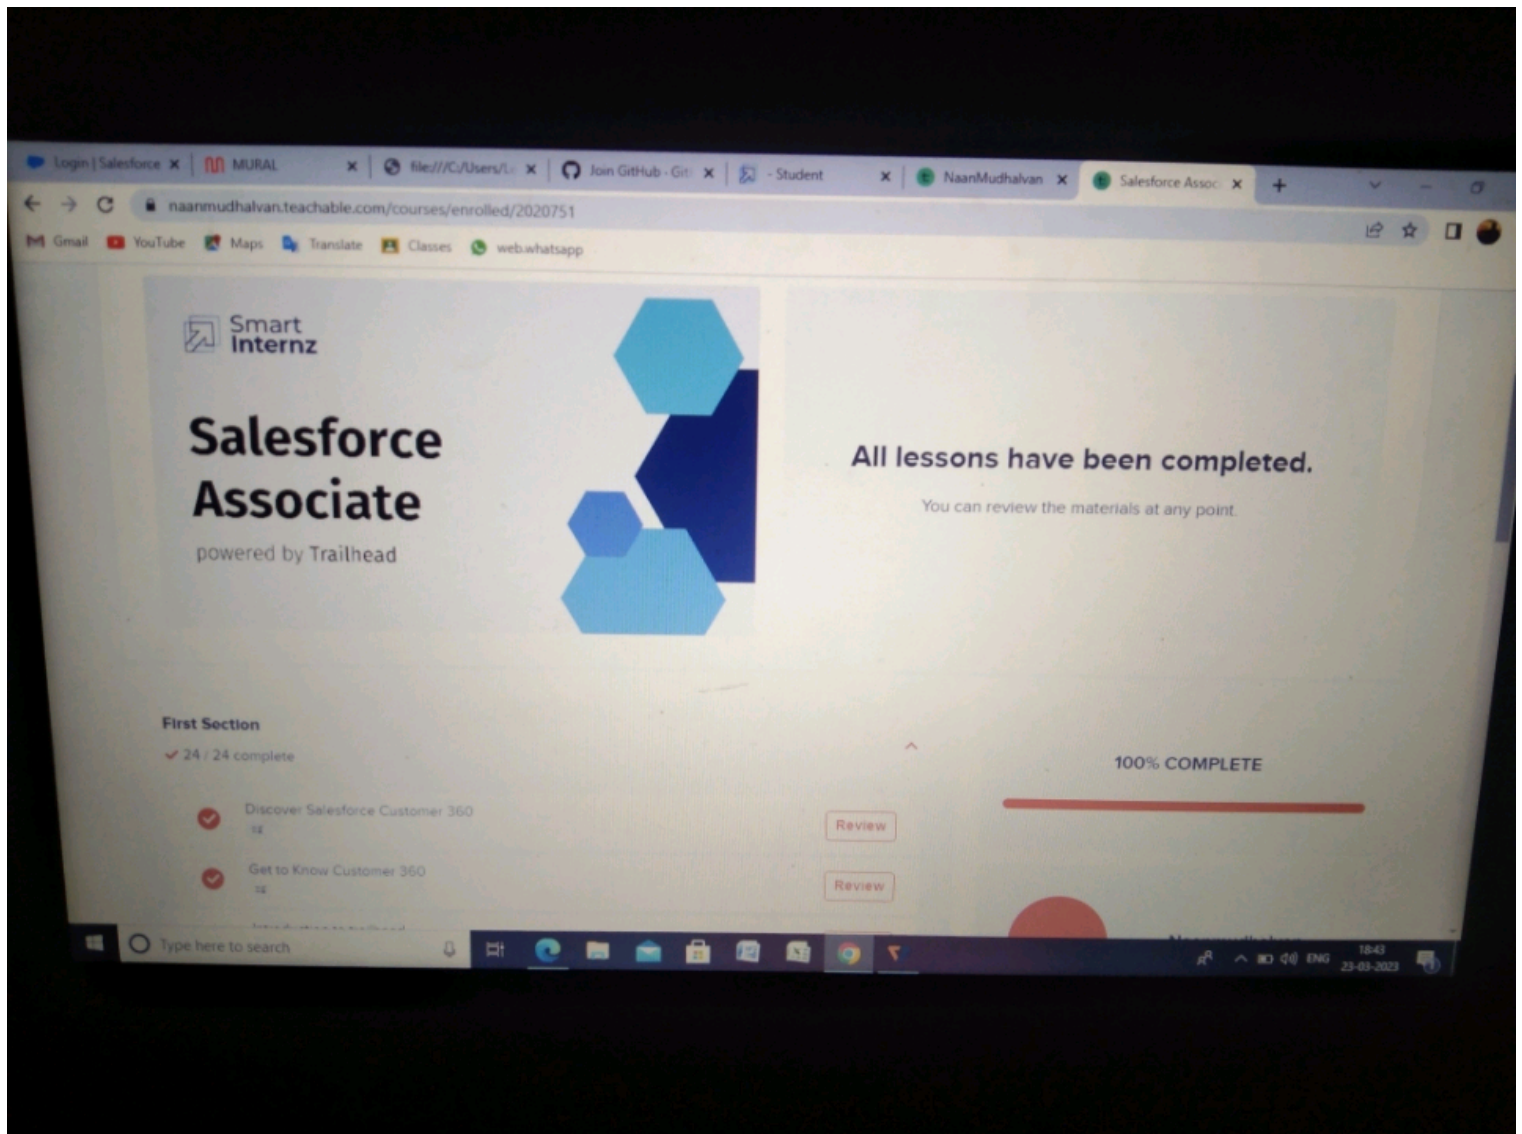 Login | Salesforce
MURAL
file:///C:/Users/L
Join GitHub - Git
- Student
NaanMudhalvan
Salesforce Assoc
naanmudhalvan.teachable.com/courses/enrolled/2020751
Gmail
YouTube
Maps
Translate
Classes
web.whatsapp
Smart
Internz
Salesforce
Associate
powered by Trailhead
All lessons have been completed.
You can review the materials at any point.
First Section
24 / 24 complete
100% COMPLETE
Discover Salesforce Customer 360
Review
Get to Know Customer 360
Review
Type here to search
ENG
18:43
23-03-2023